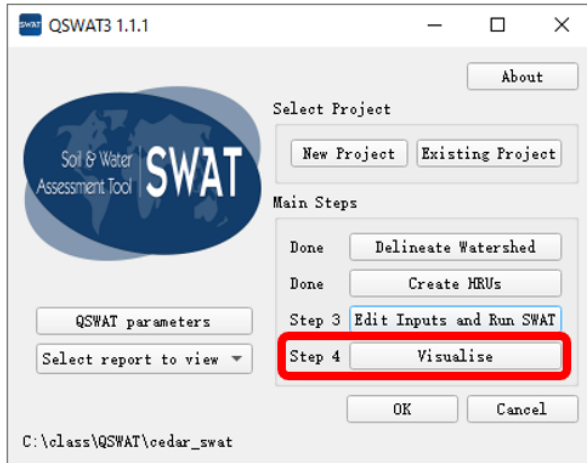 SWAT QSWAT3 1.1.1
About
Select Project
Soil & Water
Assessment Tool SWAT
New Project Existing Project
Main Steps
Done Delineate Watershed
Done Create HRUs
QSWAT parameters Step 3 Edit Inputs and Run SWAT
Select report to view Step 4 Visualise
OK Cancel
C:\class\QSWAT\cedar_swat